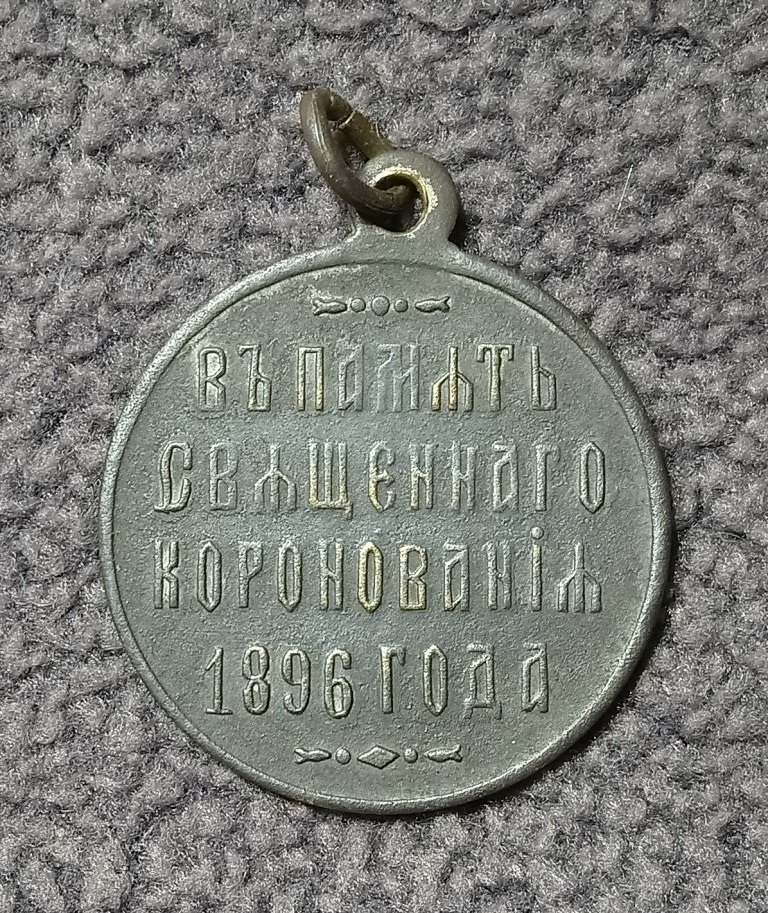 въ память
священнаго
коронованія
1896 года